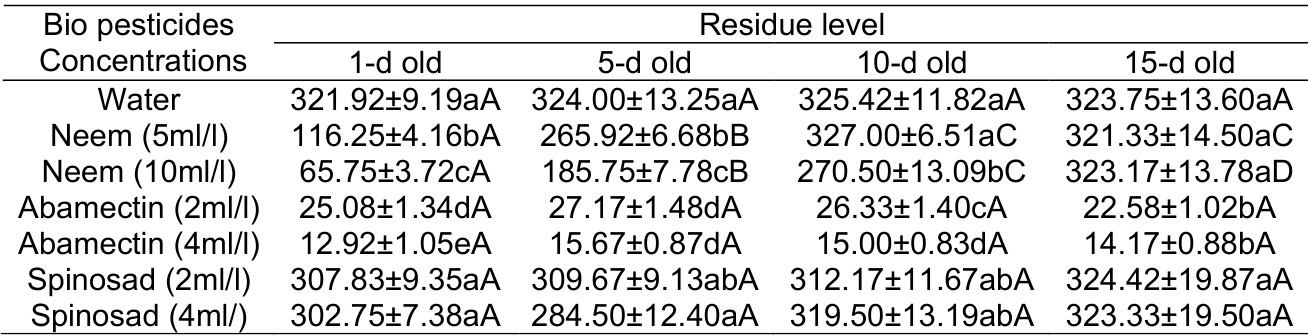 Bio pesticides Residue level
Concentrations 1-d old 5-d old 10-d old 15-d old
Water 321.92±9.19aA 324.00±13.25aA 325.42±11.82aA 323.75±13.60aA
Neem (5ml/l) 116.25±4.16bA 265.92±6.68bB 327.00±6.51aC 321.33±14.50aC
Neem (10ml/l) 65.75±3.72cA 185.75±7.78cB 270.50±13.09bC 323.17±13.78aD
Abamectin (2ml/l) 25.08±1.34dA 27.17±1.48dA 26.33±1.40cA 22.58±1.02bA
Abamectin (4ml/l) 12.92±1.05eA 15.67±0.87dA 15.00±0.83dA 14.17±0.88bA
Spinosad (2ml/l) 307.83±9.35aA 309.67±9.13abA 312.17±11.67abA 324.42±19.87aA
Spinosad (4ml/) 302.75±7.38aA 284.50±12.40aA 319.50±13.19abA 323.33±19.50aA